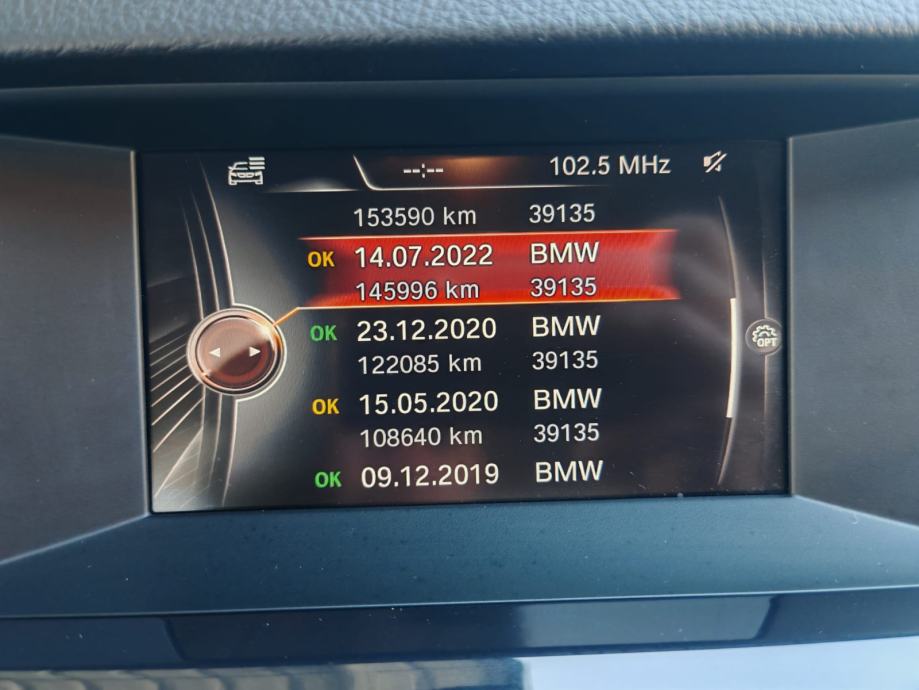 --:-- 102.5 MHz
153590 km 39135
OK 14.07.2022 BMW
145996 km 39135
OK 23.12.2020 BMW
122085 km 39135
OK 15.05.2020 BMW
108640 km 39135
OK 09.12.2019 BMW
OPT